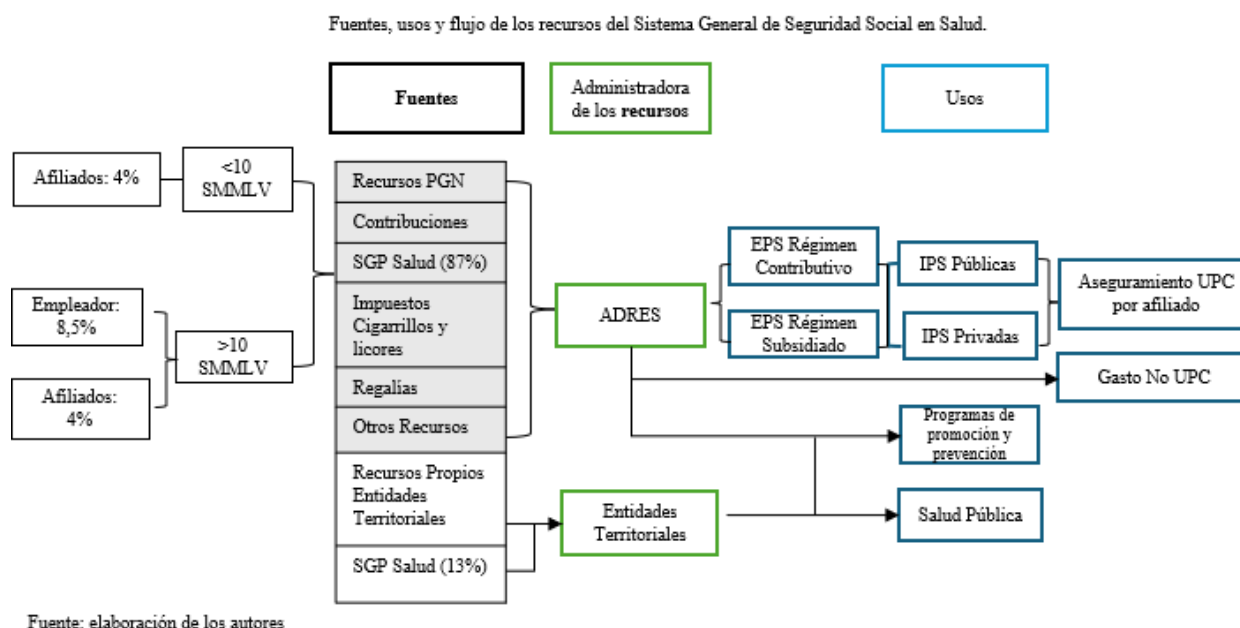 Fuentes, usos y flujo de los recursos del Sistema General de Seguridad Social en Salud.
Fuentes
Administradora
de los recursos
Usos
Afiliados: 4%
<10
SMMLV
Empleador:
8,5%
Afiliados:
4%
>10
SMMLV
Recursos PGN
Contribuciones
SGP Salud (87%)
Impuestos
Cigarrillos y
licores
Regalías
Otros Recursos
Recursos Propios
Entidades
Territoriales
SGP Salud (13%)
ADRES
Entidades
Territoriales
EPS Régimen
Contributivo
EPS Régimen
Subsidiado
IPS Públicas
IPS Privadas
Aseguramiento UPC
por afiliado
Gasto No UPC
Programas de
promoción y
prevención
Salud Pública
Fuente: elaboración de los autores